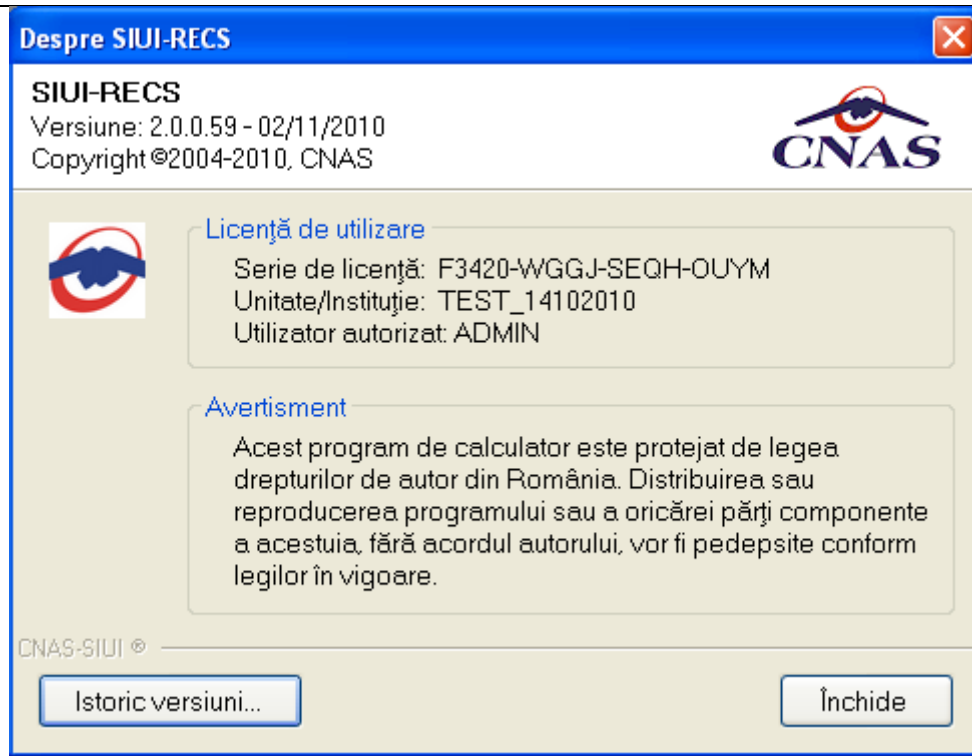 Despre SIUI-RECS
SIUI-RECS
Versiune: 2.0.0.59 - 02/11/2010
Copyright ©2004-2010, CNAS
CNAS
Licenţă de utilizare
Serie de licenţă: F3420-WGGJ-SEQH-OUYM
Unitate/Instituţie: TEST_14102010
Utilizator autorizat: ADMIN
Avertisment
Acest program de calculator este protejat de legea
drepturilor de autor din România. Distribuirea sau
reproducerea programului sau a oricărei părţi componente
a acestuia, fără acordul autorului, vor fi pedepsite conform
legilor în vigoare.
CNAS-SIUI ®
Istoric versiuni...
Închide